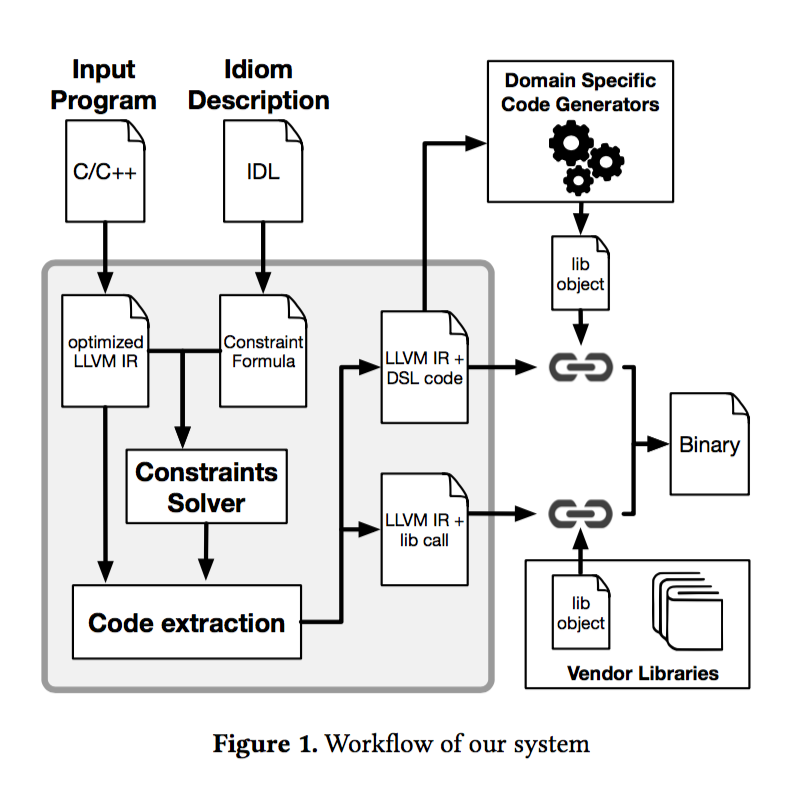 Input
Program
Idiom
Description
Domain Specific
Code Generators
C/C++
IDL
lib
object
optimized
LLVM IR
Constraint
Formula
LLVM IR +
DSL code
Binary
Constraints
Solver
LLVM IR +
lib call
Code extraction
lib
object
Vendor Libraries
Figure 1. Workflow of our system